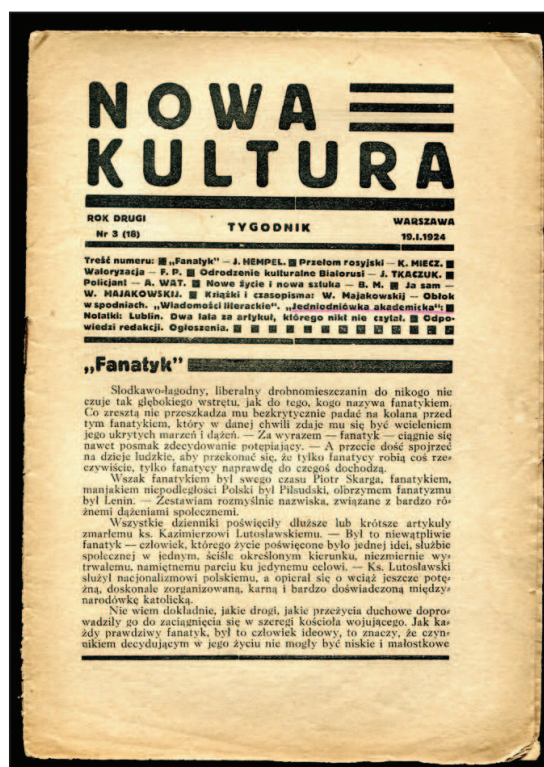 NOWA
KULTURA
ROK DRUGI
Nr 3 (18)
TYGODNIK
WARSZAWA
19.I.1924
Treść numeru: „Fanatyk” — J. HEMPEL. Przełom rosyjski — K. MIECZ.
Waloryzacja — F. P. Odrodzenie kulturalne Białorusi — J. TKACZUK.
Policjant — A. WAT. Nowe życie i nowa sztuka — B. M. Ja sam —
W. MAJAKOWSKIJ. Książki i czasopisma: W. Majakowskij — Obłok
w spodniach. „Wiadomości literackie”. „Jedniodniówka akademicka”:
Notatki: Lublin. Dwa lata za artykuł, którego nikt nie czytał. Odpo-
wiedzi redakcji. Ogłoszenia.
„Fanatyk”
Słodkawo-łagodny, liberalny drobnomieszczanin do nikogo nie
czuje tak głębokiego wstrętu, jak do tego, kogo nazywa fanatykiem.
Co zresztą nie przeszkadza mu bezkrytycznie padać na kolana przed
tym fanatykiem, który w danej chwili zdaje mu się być wcieleniem
jego ukrytych marzeń i dążeń. — Za wyrazem — fanatyk — ciągnie się
nawet posmak zdecydowanie potępiający. — A przecie dość spojrzeć
na dzieje ludzkie, aby przekonać się, że tylko fanatycy robią coś rze-
czywiście, tylko fanatycy naprawdę do czegoś dochodzą.
Wszak fanatykiem był swego czasu Piotr Skarga, fanatykiem,
manjakiem niepodległości Polski był Piłsudski, olbrzymem fanatyzmu
był Lenin. — Zestawiam rozmyślnie nazwiska, związane z bardzo ró-
żnemi dążeniami społecznemi.
Wszystkie dzienniki poświęciły dłuższe lub krótsze artykuły
zmarłemu ks. Kazimierzowi Lutosławskiemu. — Był to niewątpliwie
fanatyk — człowiek, którego życie poświęcone było jednej idei, służbie
społecznej w jednym, ściśle określonym kierunku, niezmiernie wy-
trwałemu, namiętnemu parciu ku jedynemu celowi. — Ks. Lutosławski
służył nacjonalizmowi polskiemu, a opierał się o wciąż jeszcze potę-
żną, doskonale zorganizowaną, karną i bardzo doświadczoną między-
narodówkę katolicką.
Nie wiem dokładnie, jakie drogi, jakie przeżycia duchowe dopro-
wadziły go do zaciągnięcia się w szeregi kościoła wojującego. Jak ka-
żdy prawdziwy fanatyk, był to człowiek ideowy, to znaczy, że czyn-
nikiem decydującym w jego życiu nie mogły być niskie i małostkowe